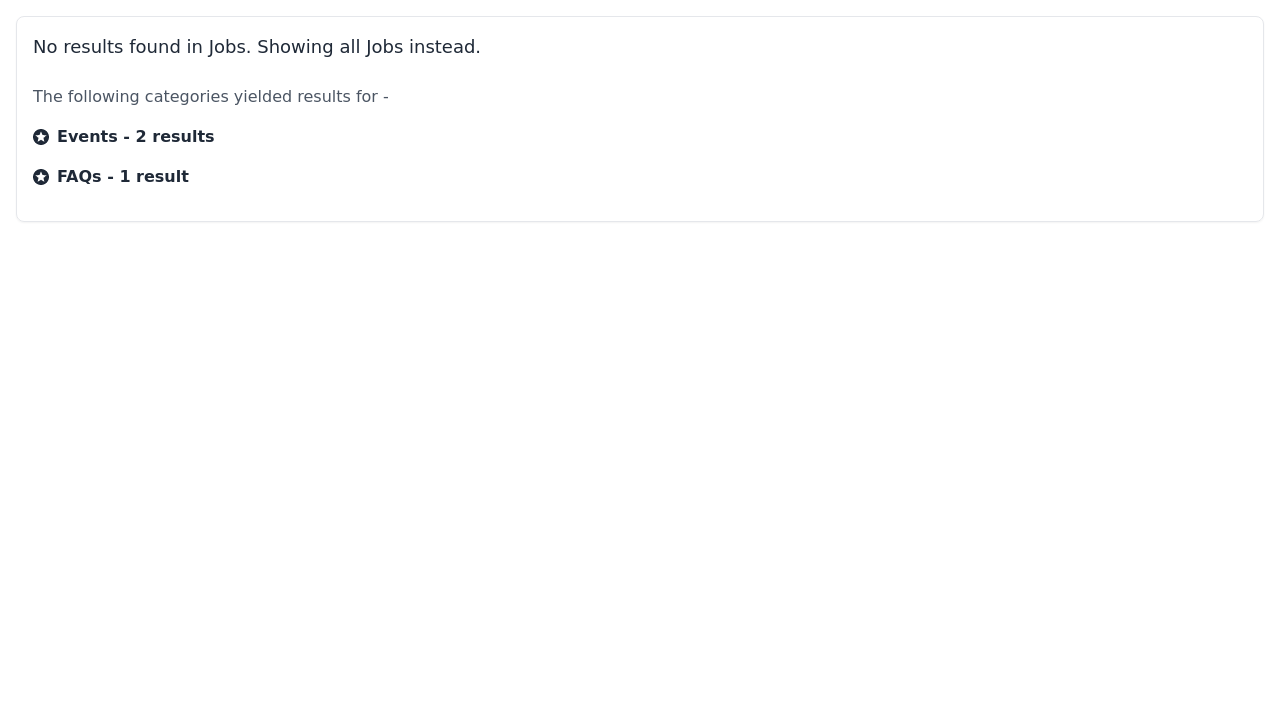 No results found in Jobs. Showing all Jobs instead.
The following categories yielded results for -
Events - 2 results
FAQs - 1 result